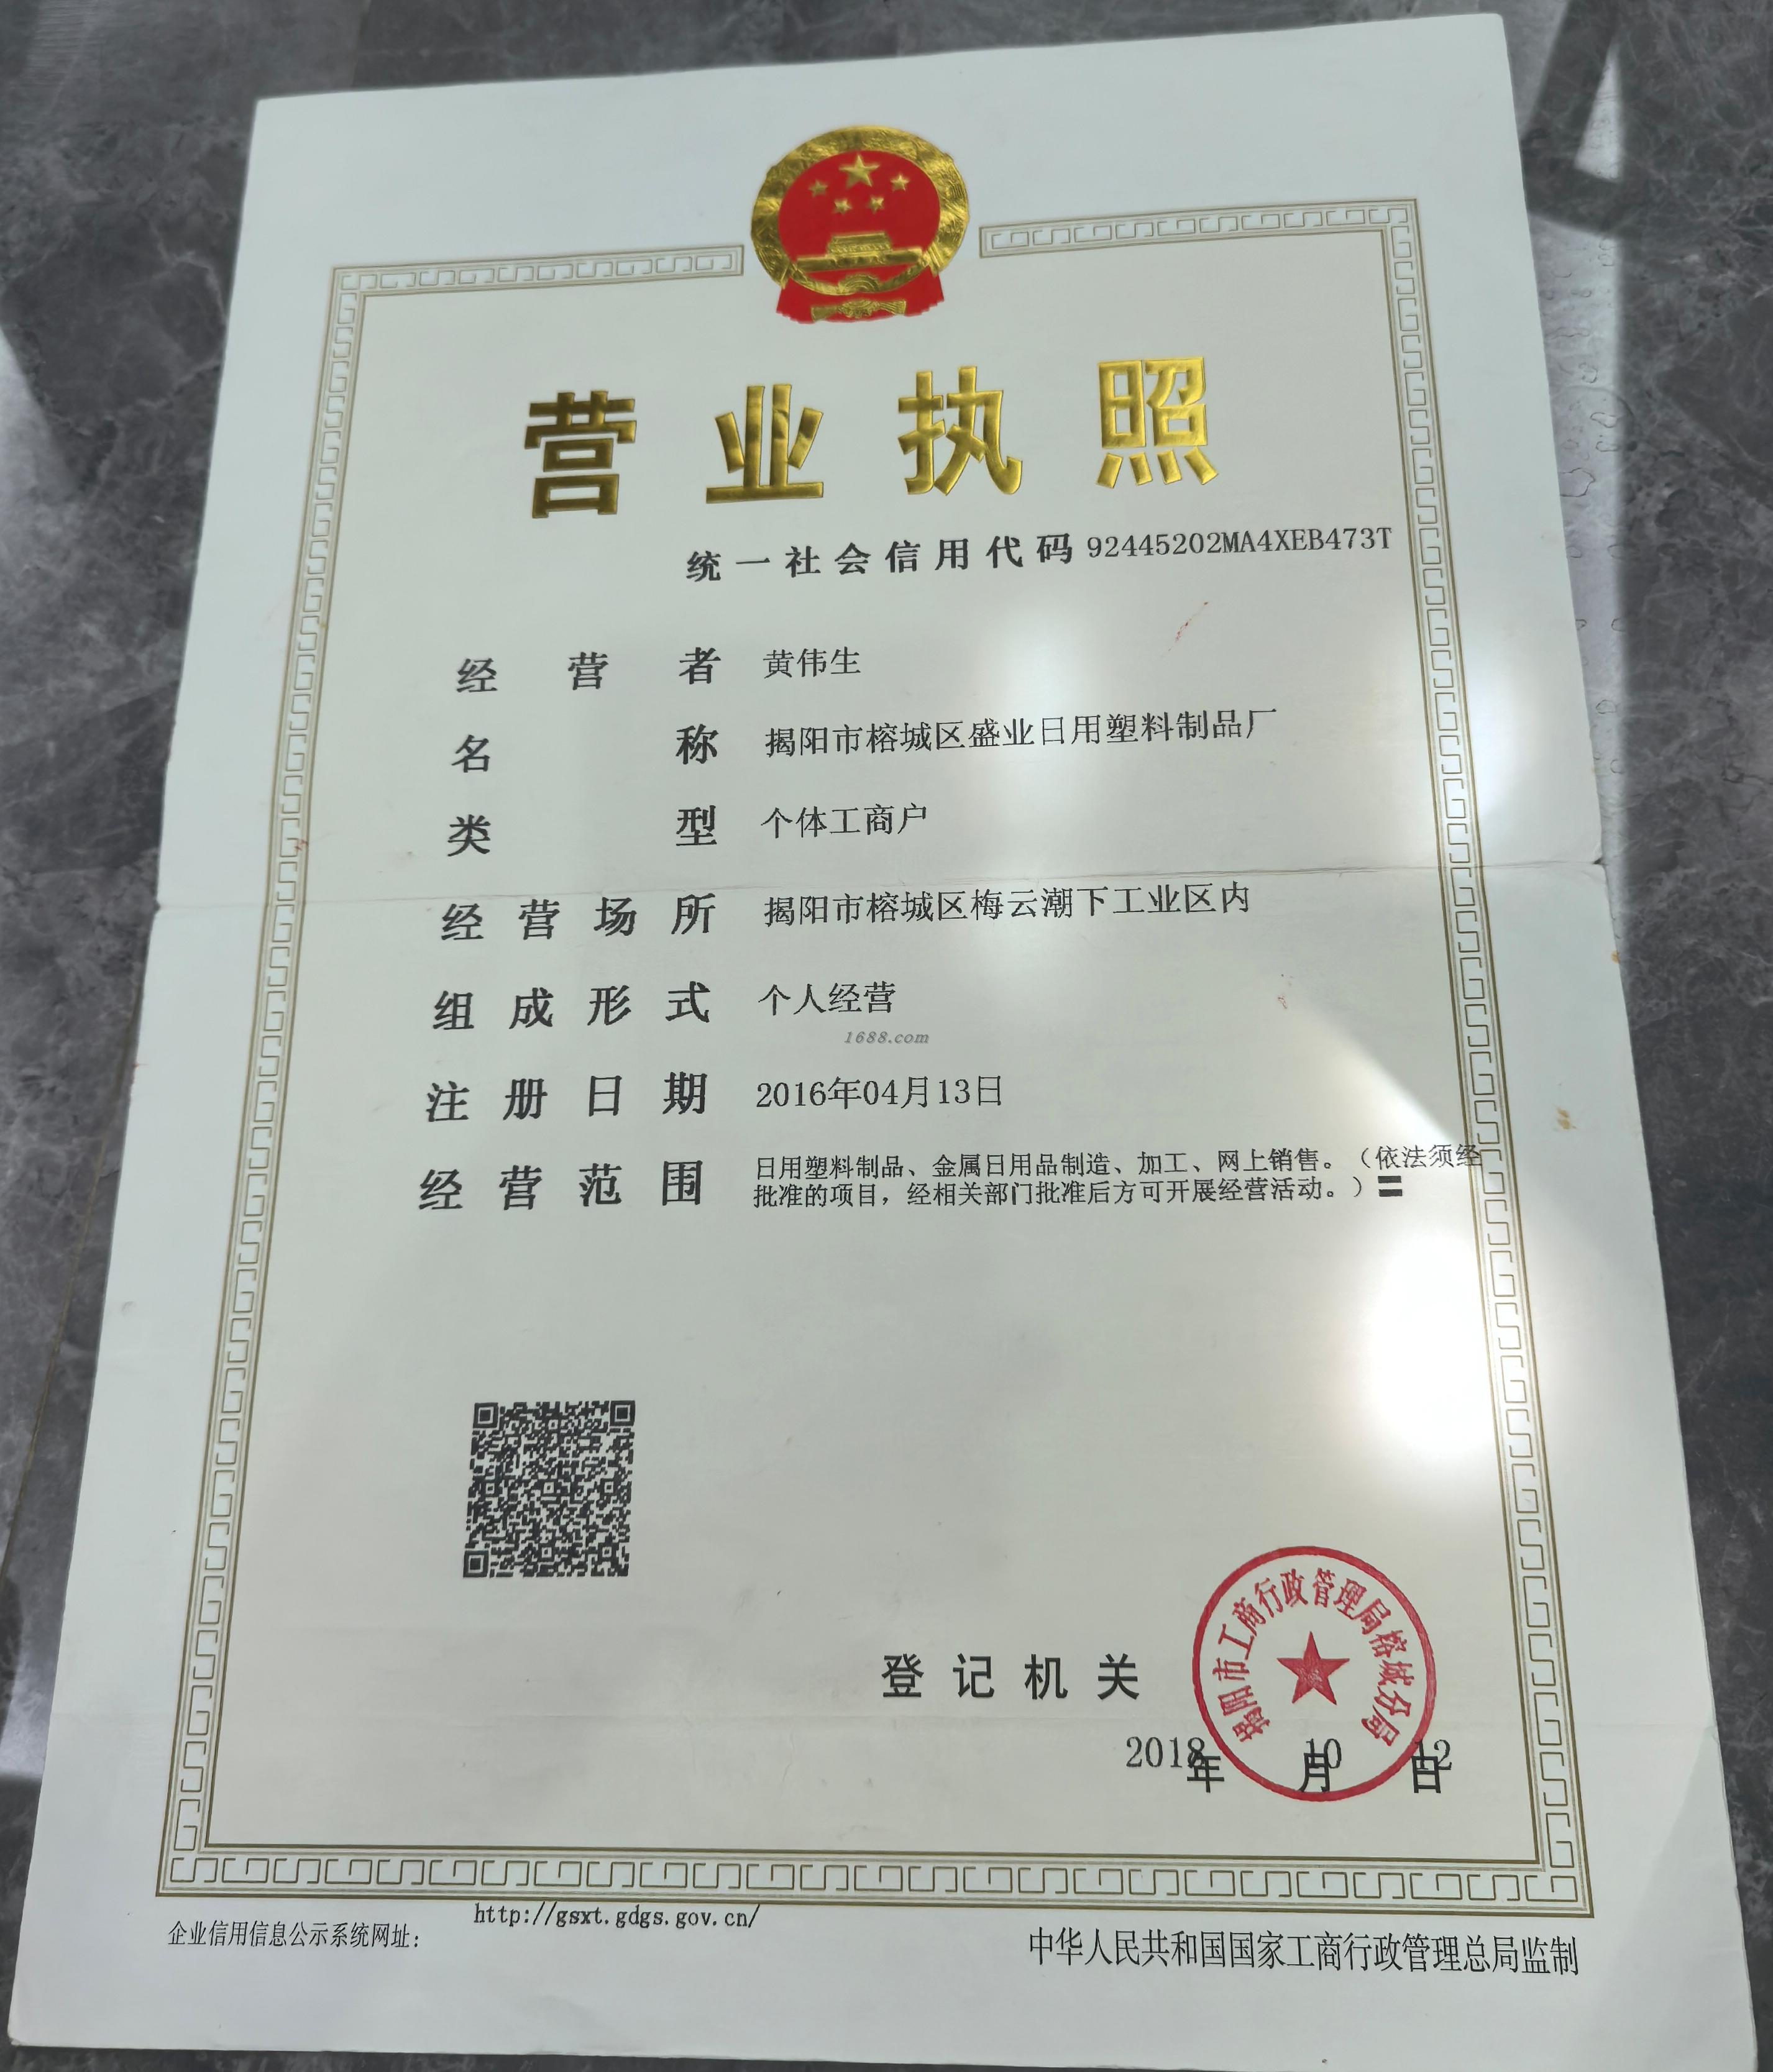 营业执照
统一社会信用代码 92445202MA4XEB473T
经营者 黄伟生
名称 揭阳市榕城区盛业日用塑料制品厂
类型 个体工商户
经营场所 揭阳市榕城区梅云潮下工业区内
组成形式 个人经营
1688.com
注册日期 2016年04月13日
经营范围 日用塑料制品、金属日用品制造、加工、网上销售。（依法须经
批准的项目，经相关部门批准后方可开展经营活动。）〓
揭阳市工商行政管理局榕城分局
登记机关
2018年10月12日
企业信用信息公示系统网址： http://gsxt.gdgs.gov.cn/
中华人民共和国国家工商行政管理总局监制